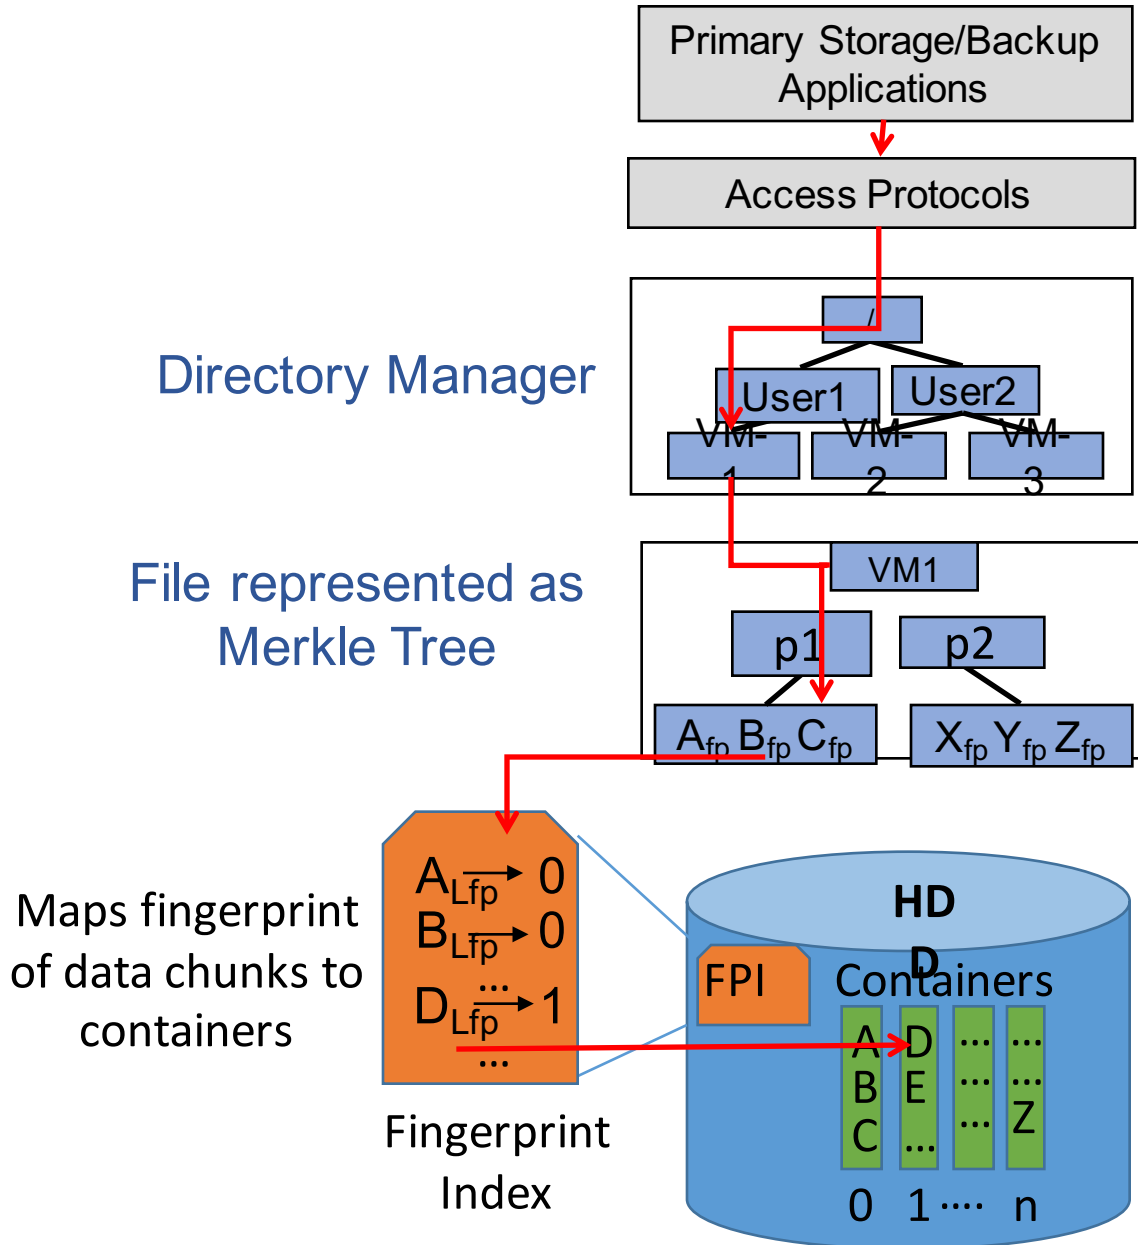 Primary Storage/Backup
Applications
Access Protocols
/
Directory Manager
User1
User2
VM-
1
VM-
2
VM-
3
File represented as
Merkle Tree
VM1
p1
p2
Afp Bfp Cfp
Xfp Yfp Zfp
Maps fingerprint
of data chunks to
containers
ALfp 0
BLfp 0
...
DLfp 1
...
Fingerprint
Index
HD
D
FPI
Containers
A D ... ...
B E ... ...
C ... ... Z
0 1 .... n